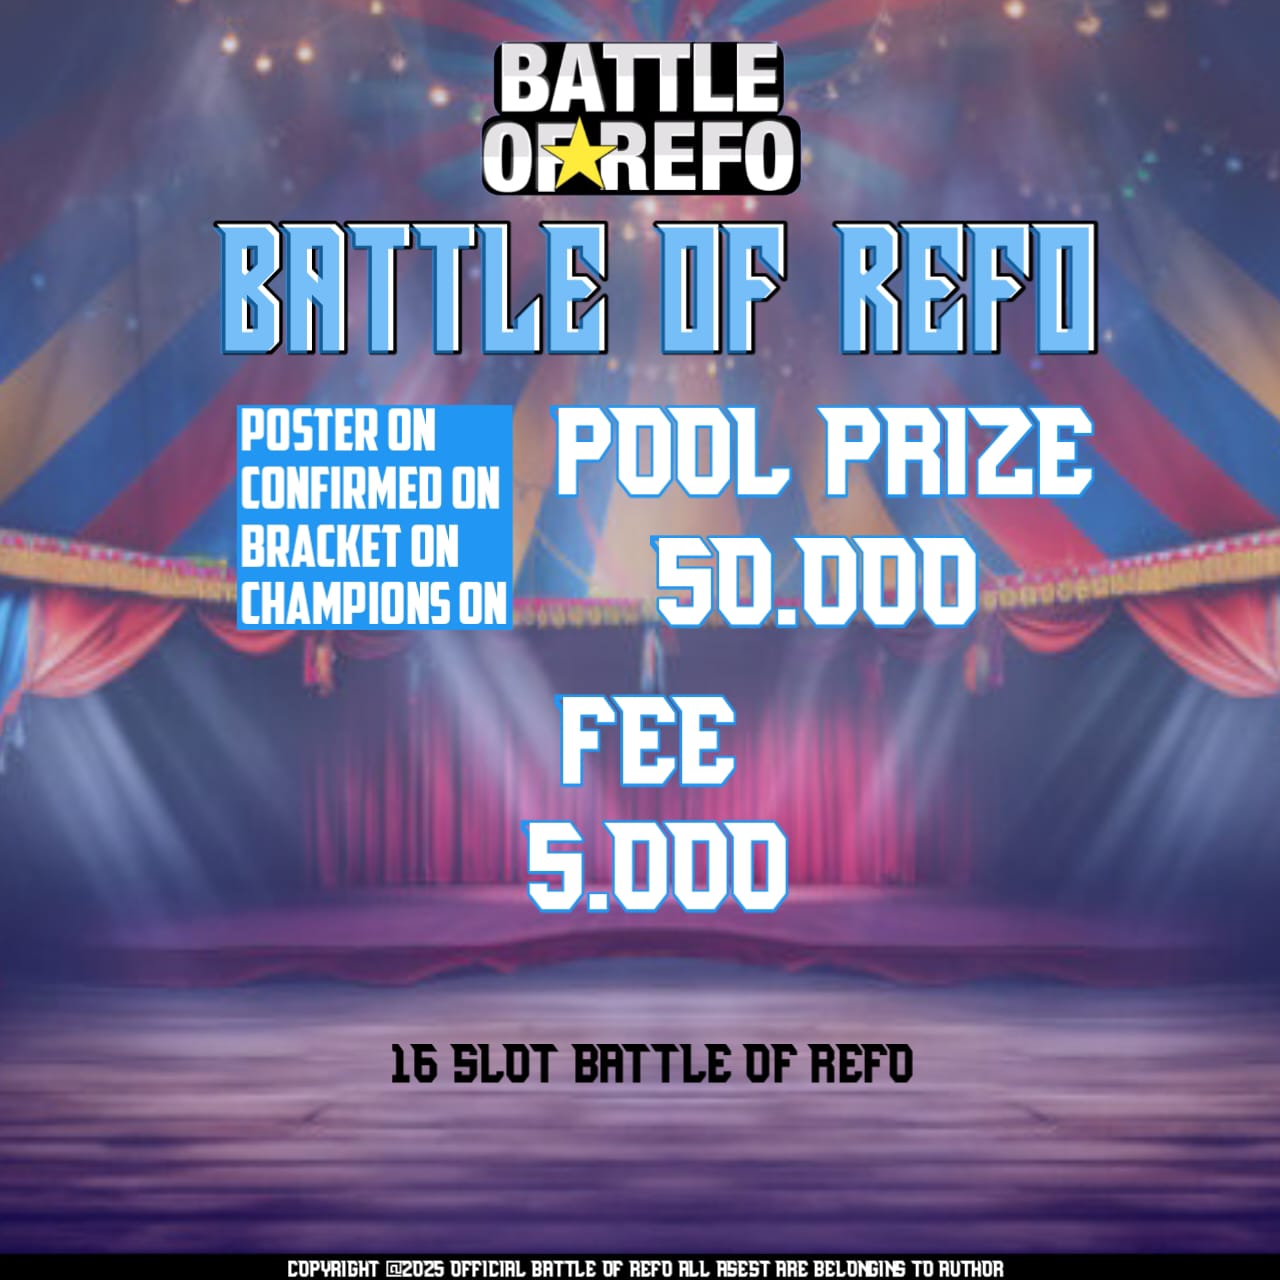 BATTLE
OF REFO
BATTLE OF REFO
POSTER ON
CONFIRMED ON
BRACKET ON
CHAMPIONS ON
POOL PRIZE
50.000
FEE
5.000
16 SLOT BATTLE OF REFO
COPYRIGHT @2025 OFFICIAL BATTLE OF REFO ALL ASEST ARE BELONGINS TO AUTHOR